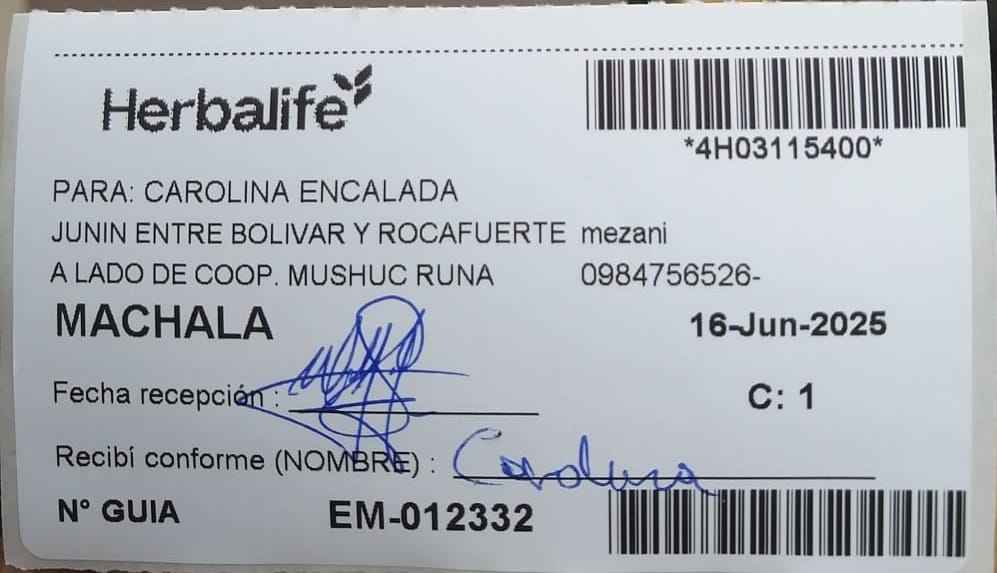 Herbalife
*4H03115400*
PARA: CAROLINA ENCALADA
JUNIN ENTRE BOLIVAR Y ROCAFUERTE mezani
A LADO DE COOP. MUSHUC RUNA 0984756526-
MACHALA 16-Jun-2025
Fecha recepción :
C: 1
Recibí conforme (NOMBRE) : Carolina
N° GUIA EM-012332